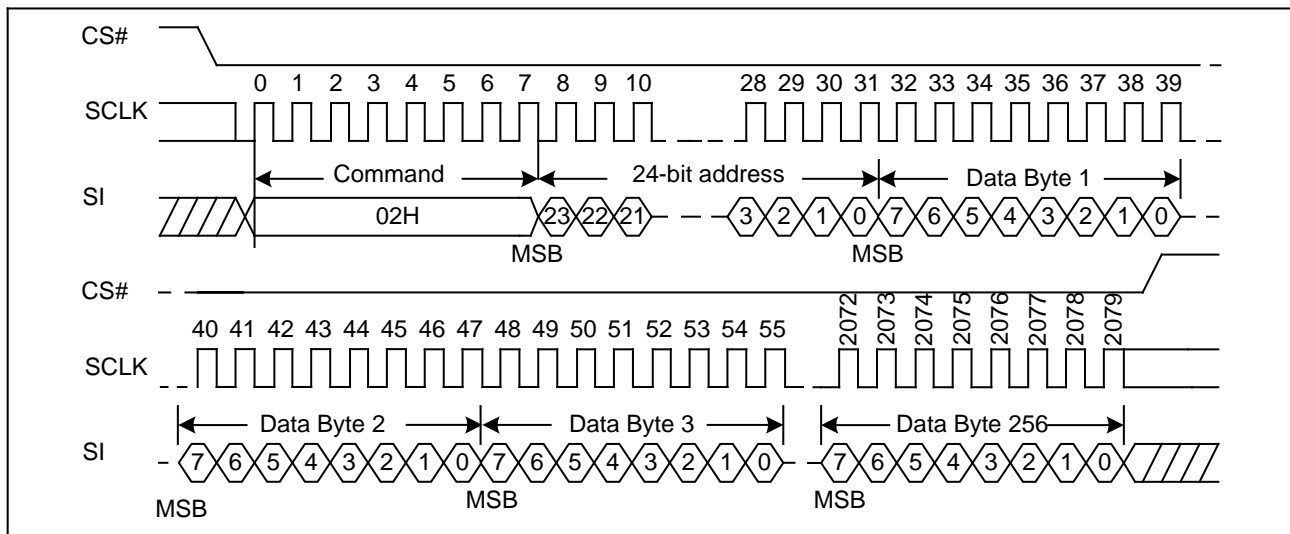 CS#
0 1 2 3 4 5 6 7 8 9 10 28 29 30 31 32 33 34 35 36 37 38 39
SCLK
Command 24-bit address Data Byte 1
SI
02H 23 22 21 3 2 1 0 7 6 5 4 3 2 1 0
MSB MSB
CS#
40 41 42 43 44 45 46 47 48 49 50 51 52 53 54 55 2072 2073 2074 2075 2076 2077 2078 2079
SCLK
Data Byte 2 Data Byte 3 Data Byte 256
SI
7 6 5 4 3 2 1 0 7 6 5 4 3 2 1 0 7 6 5 4 3 2 1 0
MSB MSB MSB